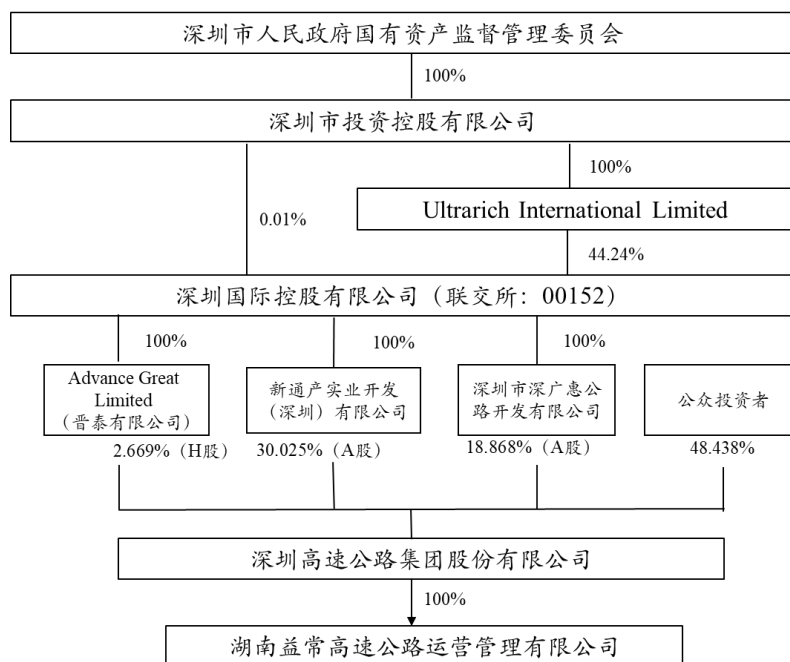 深圳市人民政府国有资产监督管理委员会
100%
深圳市投资控股有限公司
100%
0.01%
Ultrarich International Limited
44.24%
深圳国际控股有限公司（联交所：00152）
100%
100%
100%
Advance Great
Limited
（晋泰有限公司）
新通产实业开发
（深圳）有限公司
深圳市深广惠公
路开发有限公司
公众投资者
2.669%（H股）
30.025%（A股）
18.868%（A股）
48.438%
深圳高速公路集团股份有限公司
100%
湖南益常高速公路运营管理有限公司